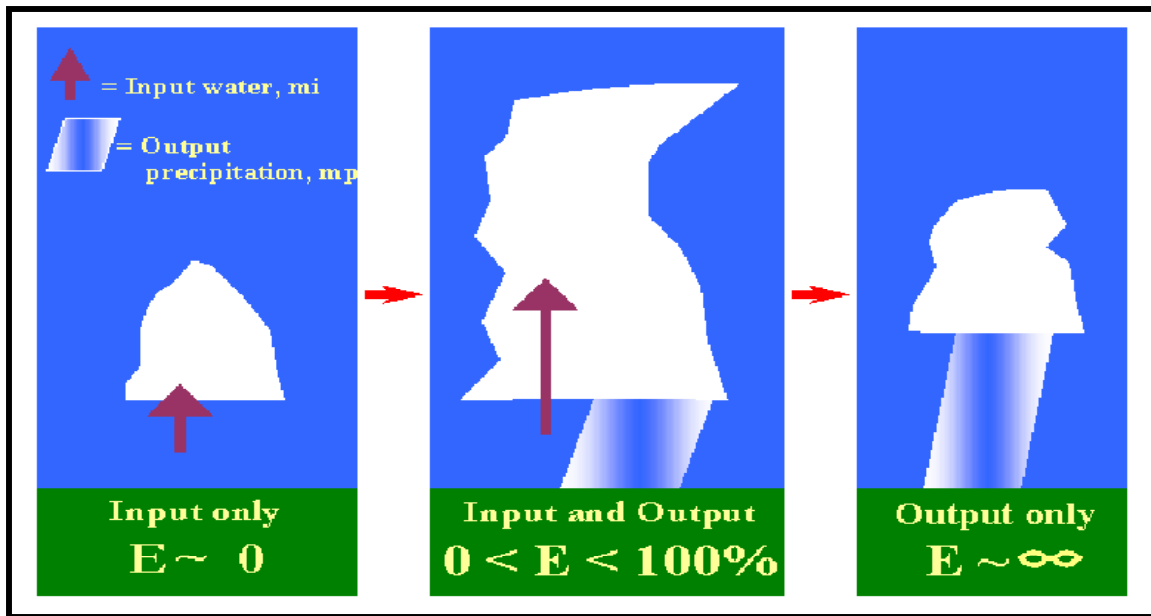 = Input water, mi
= Output
precipitation, mp
Input only
E ~ 0
Input and Output
0 < E < 100%
Output only
E ~ ∞